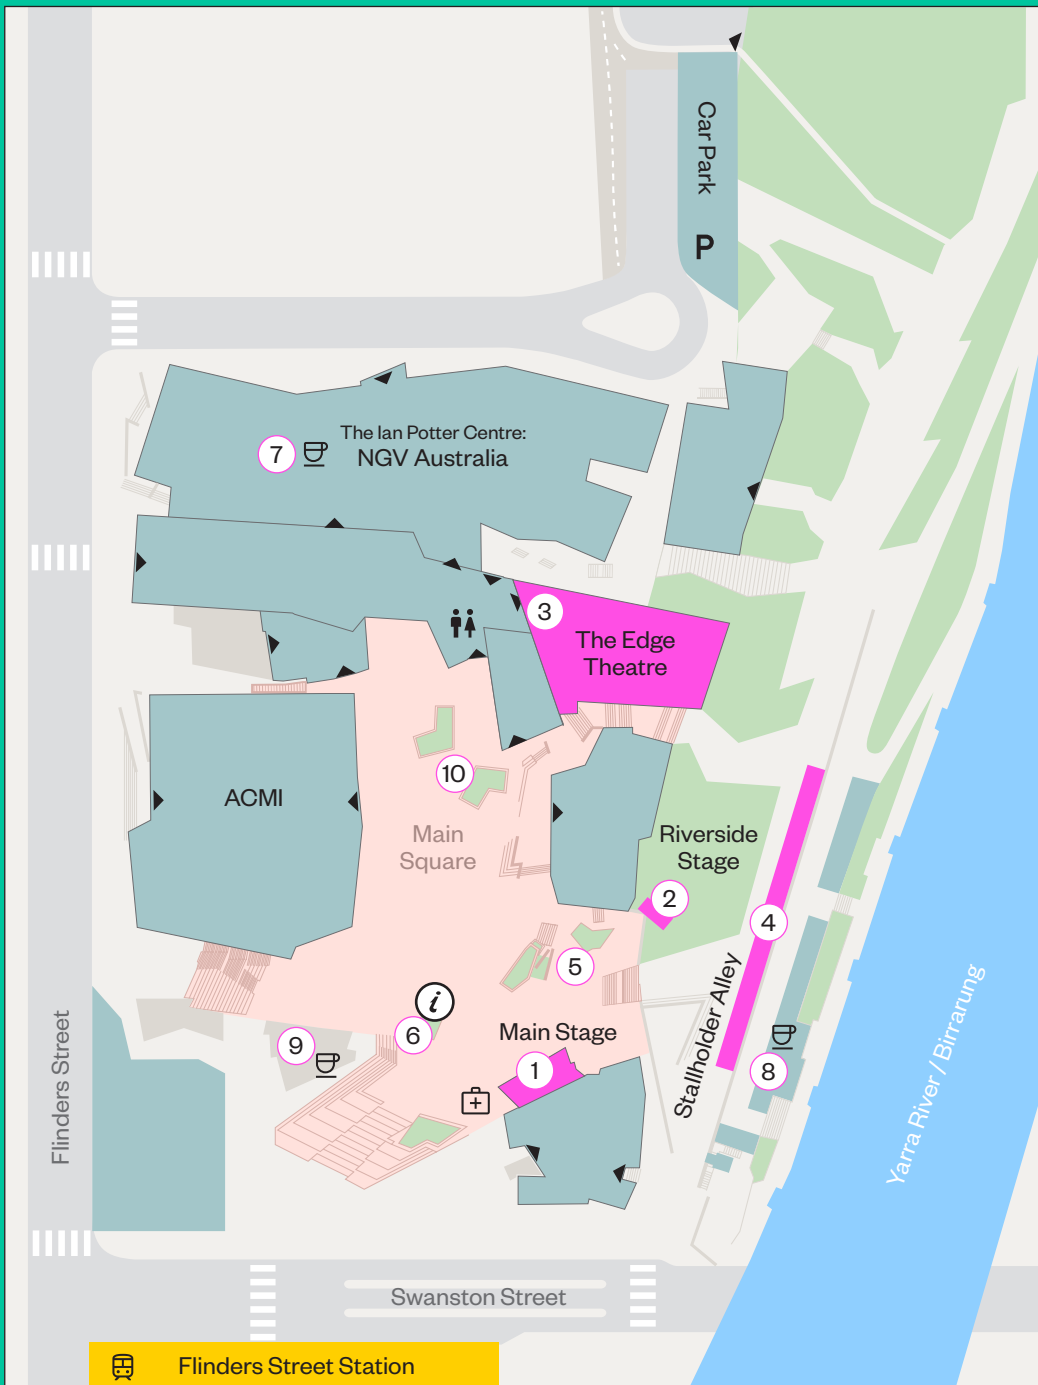 Car Park
P
The Ian Potter Centre:
7
NGV Australia
3
The Edge
Theatre
10
ACMI
Main
Square
Riverside
Stage
2
4
5
Stallholder Alley
i
6
Main Stage
9
1
8
Flinders Street
Yarra River / Birrarung
Swanston Street
Flinders Street Station